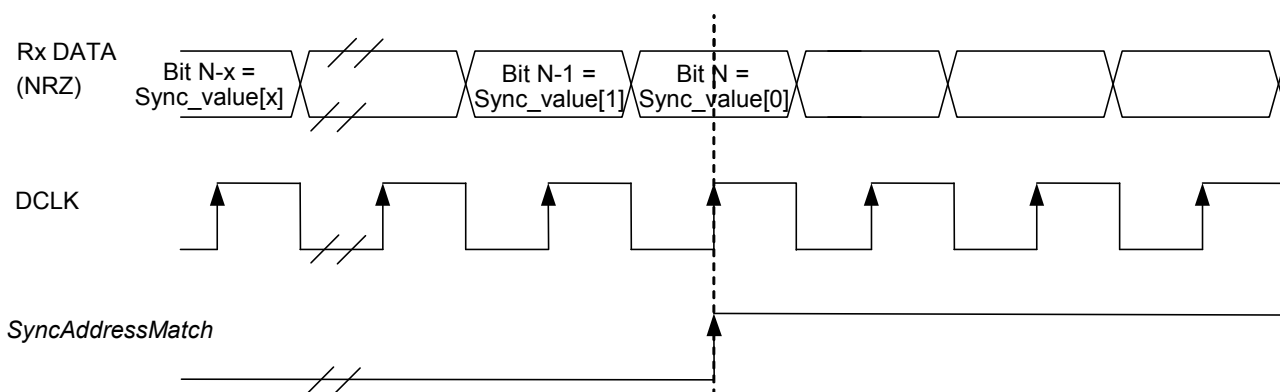 Rx DATA
(NRZ)
Bit N-x =
Sync_value[x]
Bit N-1 =
Sync_value[1]
Bit N =
Sync_value[0]
DCLK
SyncAddressMatch